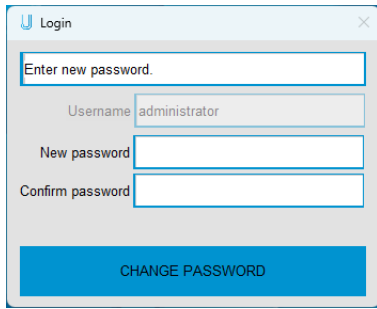 Login
Enter new password.
Username administrator
New password
Confirm password
CHANGE PASSWORD